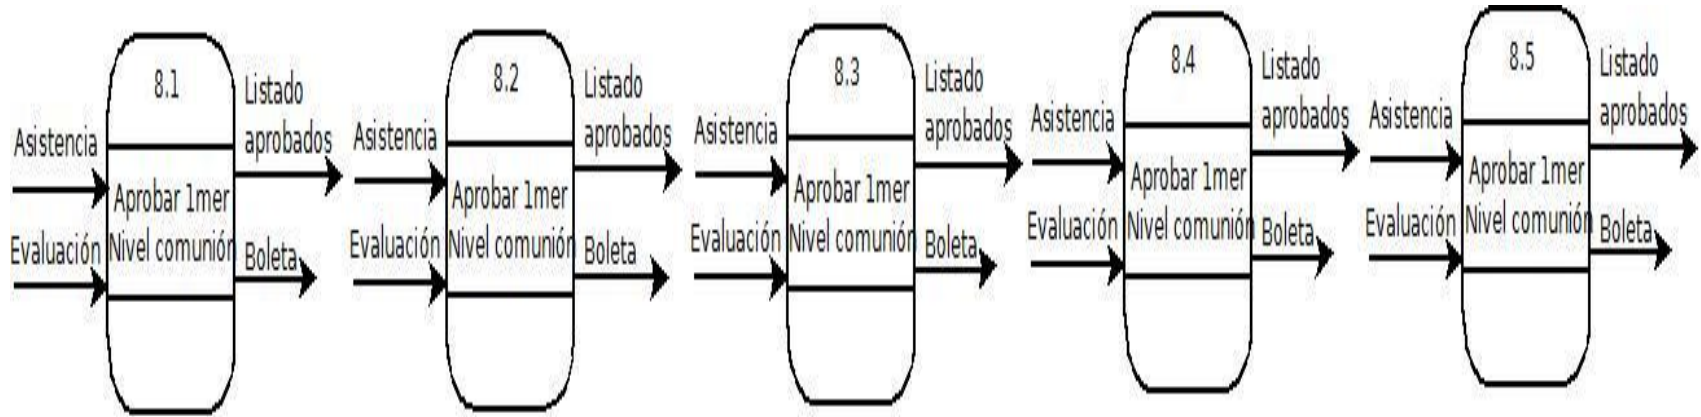 8.1
Asistencia
Evaluación
Aprobar 1mer
Nivel comunión
Listado
aprobados
Boleta
8.2
Asistencia
Evaluación
Aprobar 1mer
Nivel comunión
Listado
aprobados
Boleta
8.3
Asistencia
Evaluación
Aprobar 1mer
Nivel comunión
Listado
aprobados
Boleta
8.4
Asistencia
Evaluación
Aprobar 1mer
Nivel comunión
Listado
aprobados
Boleta
8.5
Asistencia
Evaluación
Aprobar 1mer
Nivel comunión
Listado
aprobados
Boleta